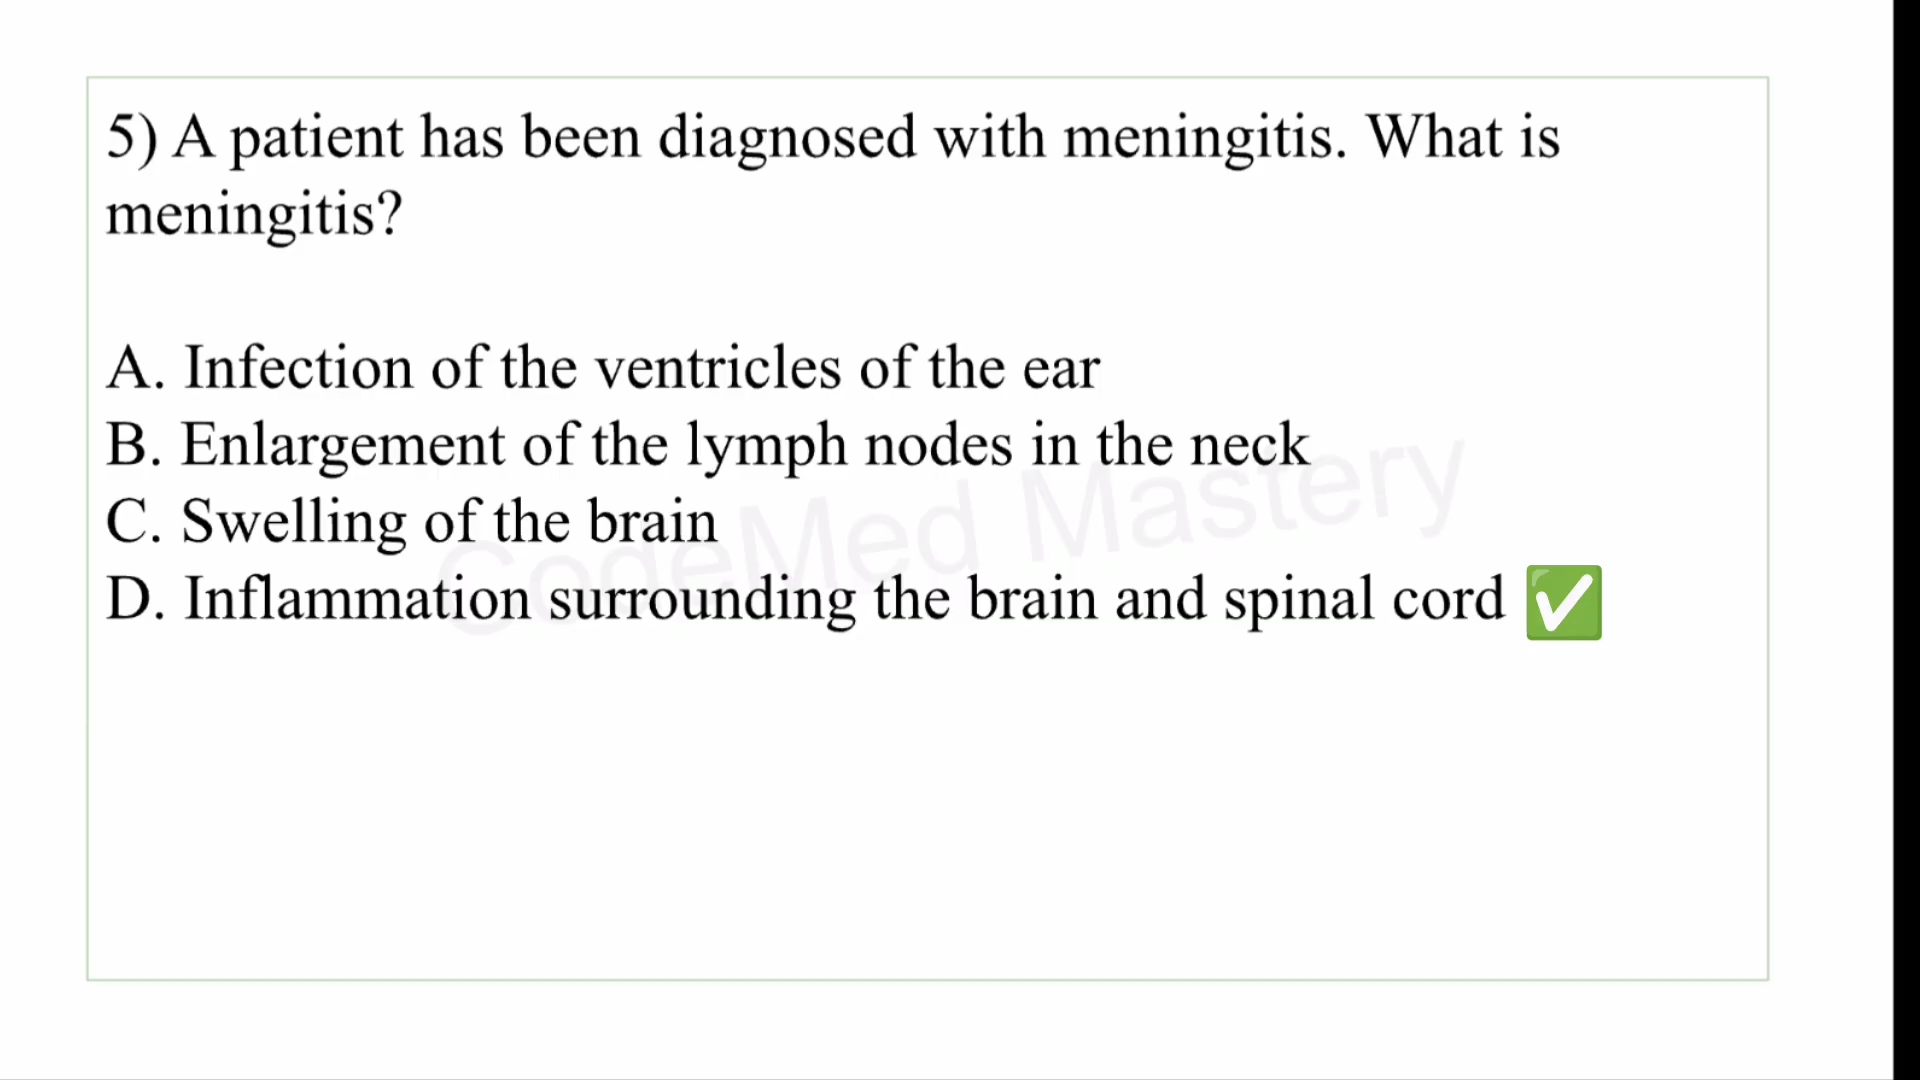 5) A patient has been diagnosed with meningitis. What is
meningitis?
A. Infection of the ventricles of the ear
B. Enlargement of the lymph nodes in the neck
C. Swelling of the brain
D. Inflammation surrounding the brain and spinal cord ✅
CodeMed Mastery